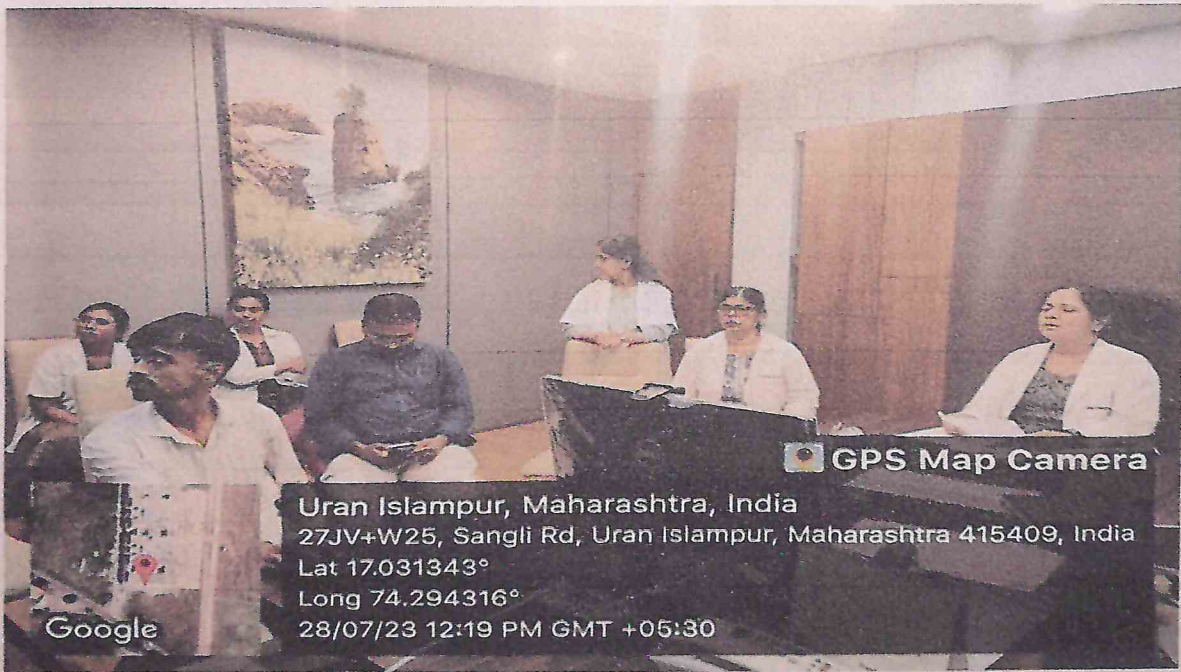 GPS Map Camera
Uran Islampur, Maharashtra, India
27JV+W25, Sangli Rd, Uran Islampur, Maharashtra 415409, India
Lat 17.031343°
Long 74.294316°
28/07/23 12:19 PM GMT +05:30
Google